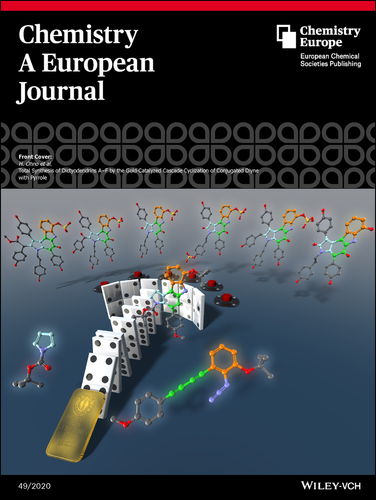 Chemistry
A European
Journal
Chemistry
Europe
European Chemical
Societies Publishing
Front Cover:
H. Ohno et al.
Total Synthesis of Dictyodendrins A–F by the Gold-Catalyzed Cascade Cyclization of Conjugated Diyne
with Pyrrole
49/2020
WILEY-VCH